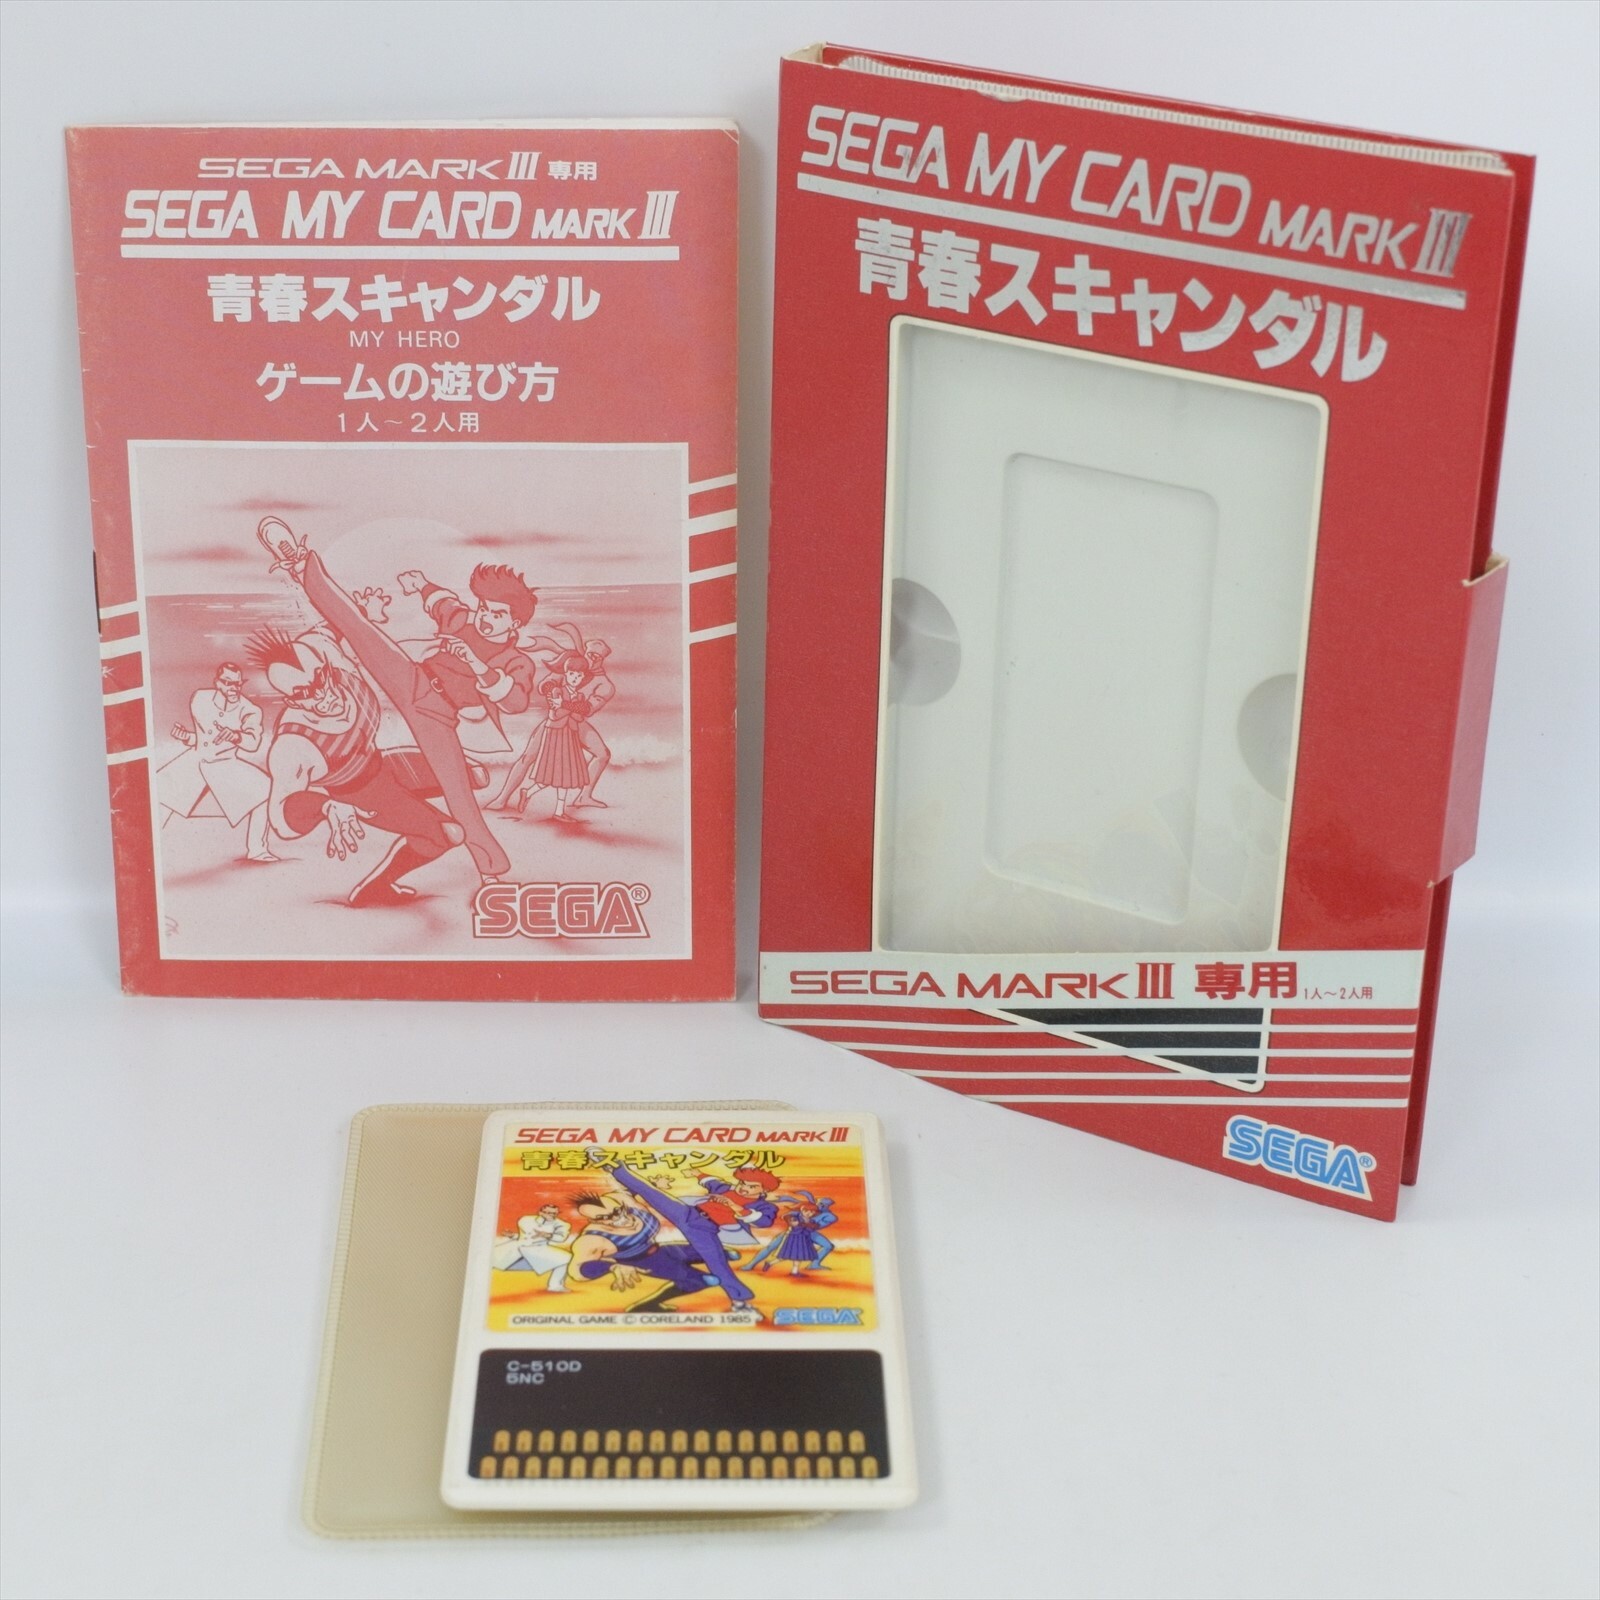 SEGA MARK III 専用
SEGA MY CARD MARK III
青春スキャンダル
MY HERO
ゲームの遊び方
1人～2人用
SEGA®
SEGA MY CARD MARK III
青春スキャンダル
SEGA MARK III 専用 1人～2人用
SEGA®
SEGA MY CARD MARK III
青春スキャンダル
ORIGINAL GAME © CORELAND 1985
SEGA
C-510D
5NC